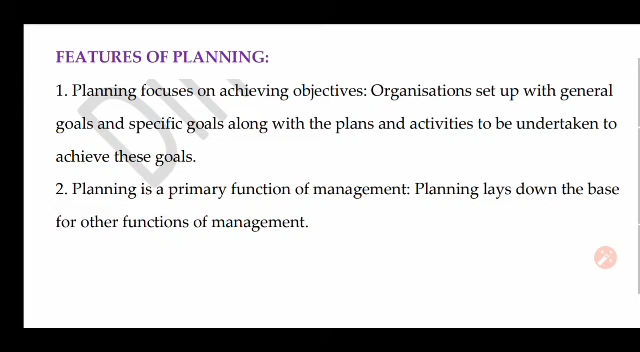 FEATURES OF PLANNING:
1. Planning focuses on achieving objectives: Organisations set up with general
goals and specific goals along with the plans and activities to be undertaken to
achieve these goals.
2. Planning is a primary function of management: Planning lays down the base
for other functions of management.